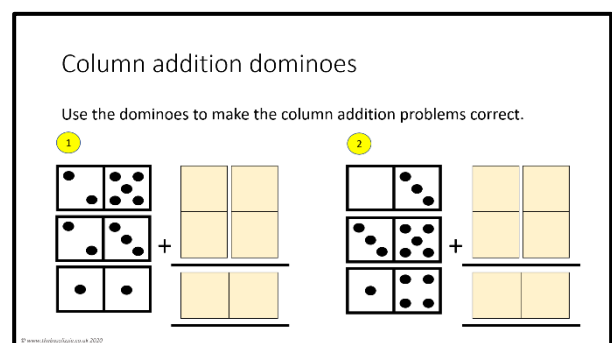 Column addition dominoes
Use the dominoes to make the column addition problems correct.
1
2
+
+